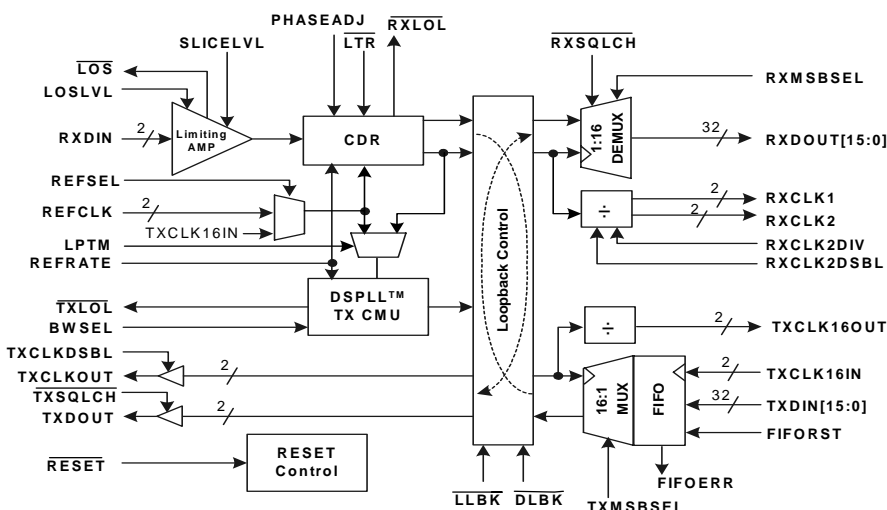 PHASEADJ
RXLOL
SLICELVL
LTR
RXSQLCH
LOS
LOSLVL
RXMSBSEL
RXDIN
2
Limiting
AMP
CDR
1:16
DEMUX
32
RXDOUT[15:0]
REFSEL
REFCLK
2
TXCLK16IN
÷
2
RXCLK1
2
RXCLK2
LPTM
REFRATE
RXCLK2DIV
RXCLK2DSBL
Loopback Control
DSPLL™
TX CMU
TXLOL
BWSEL
÷
2
TXCLK16OUT
TXCLKDSBL
TXCLKOUT
2
TXSQLCH
TXDOUT
2
16:1
MUX
FIFO
2
TXCLK16IN
32
TXDIN[15:0]
FIFORST
RESET
RESET
Control
FIFOERR
LLBK
DLBK
TXMSBSEL